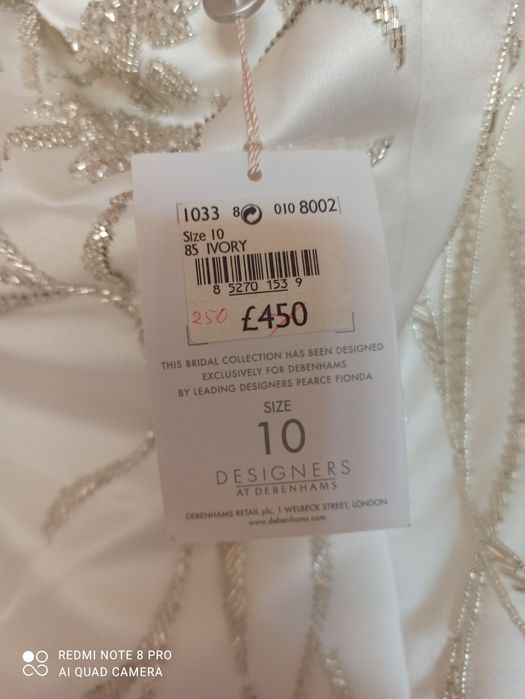 1033 8 010 8002
Size 10
85 IVORY
8 5270 153 9
250 £450
THIS BRIDAL COLLECTION HAS BEEN DESIGNED
EXCLUSIVELY FOR DEBENHAMS
BY LEADING DESIGNERS PEARCE FIONDA
SIZE
10
DESIGNERS
AT DEBENHAMS
DEBENHAMS RETAIL plc, 1 WELBECK STREET, LONDON
www.debenhams.com
REDMI NOTE 8 PRO
AI QUAD CAMERA